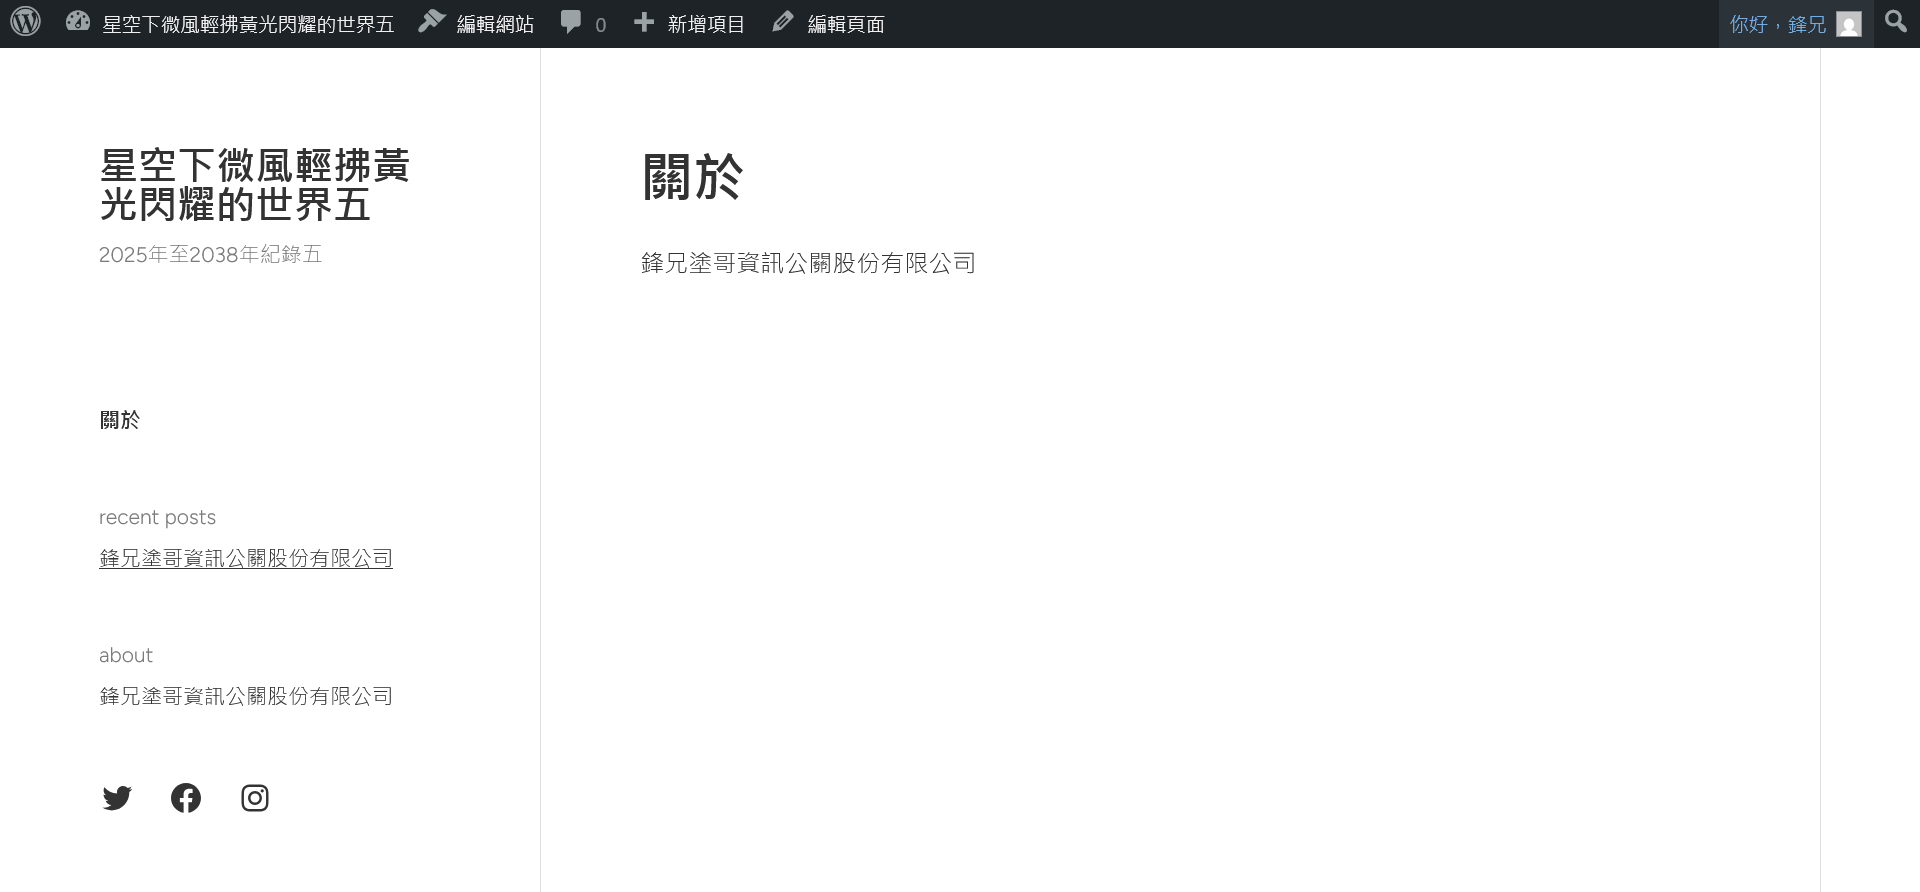 星空下微風輕拂黃光閃耀的世界五 編輯網站 0 新增項目 編輯頁面 你好，鋒兄
星空下微風輕拂黃
光閃耀的世界五
2025年至2038年紀錄五
關於
recent posts
鋒兄塗哥資訊公關股份有限公司
about
鋒兄塗哥資訊公關股份有限公司
關於
鋒兄塗哥資訊公關股份有限公司